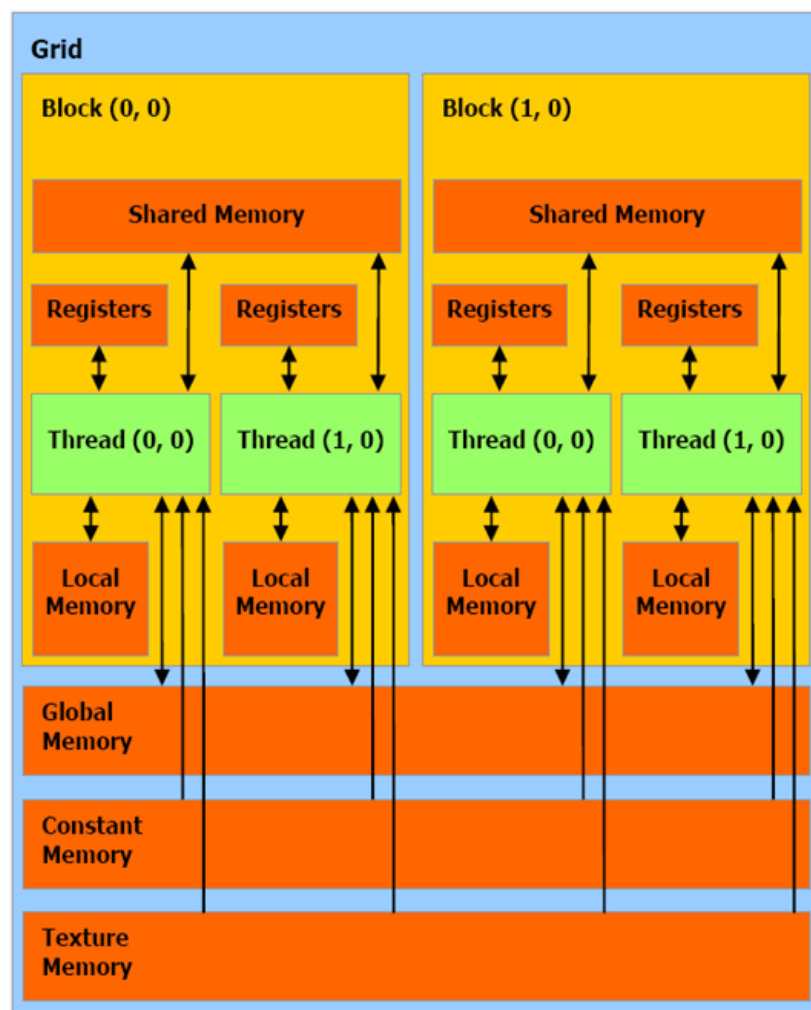 Grid
Block (0, 0)
Block (1, 0)
Shared Memory
Shared Memory
Registers
Registers
Registers
Registers
Thread (0, 0)
Thread (1, 0)
Thread (0, 0)
Thread (1, 0)
Local
Memory
Local
Memory
Local
Memory
Local
Memory
Global
Memory
Constant
Memory
Texture
Memory